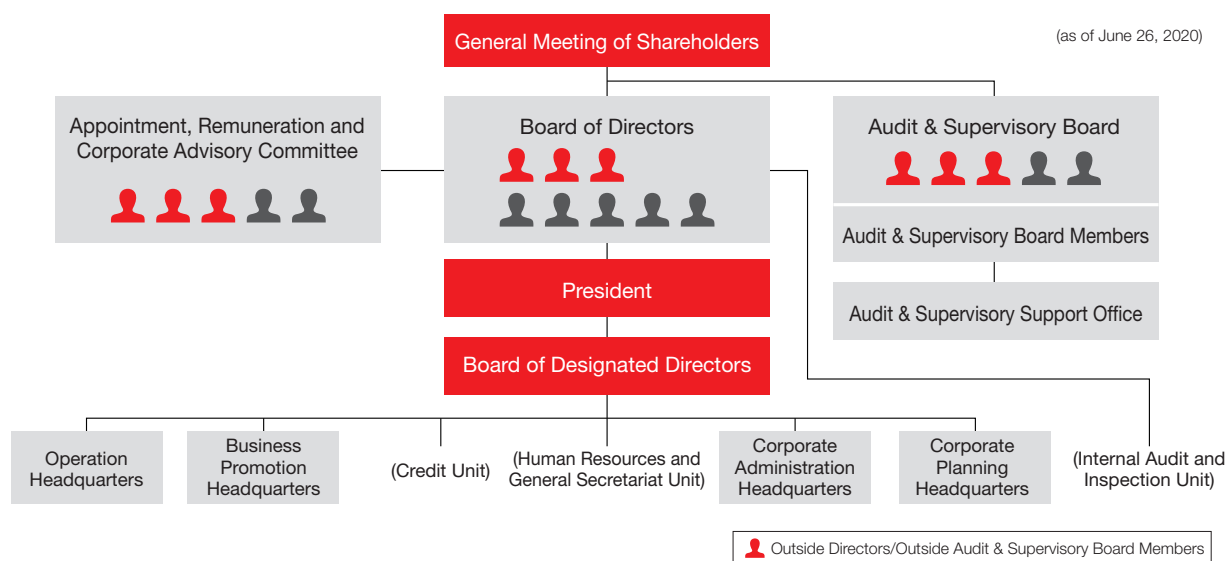 General Meeting of Shareholders
(as of June 26, 2020)
Appointment, Remuneration and
Corporate Advisory Committee
Board of Directors
Audit & Supervisory Board
Audit & Supervisory Board Members
President
Audit & Supervisory Support Office
Board of Designated Directors
Operation
Headquarters
Business
Promotion
Headquarters
(Credit Unit)
(Human Resources and
General Secretariat Unit)
Corporate
Administration
Headquarters
Corporate
Planning
Headquarters
(Internal Audit and
Inspection Unit)
Outside Directors/Outside Audit & Supervisory Board Members